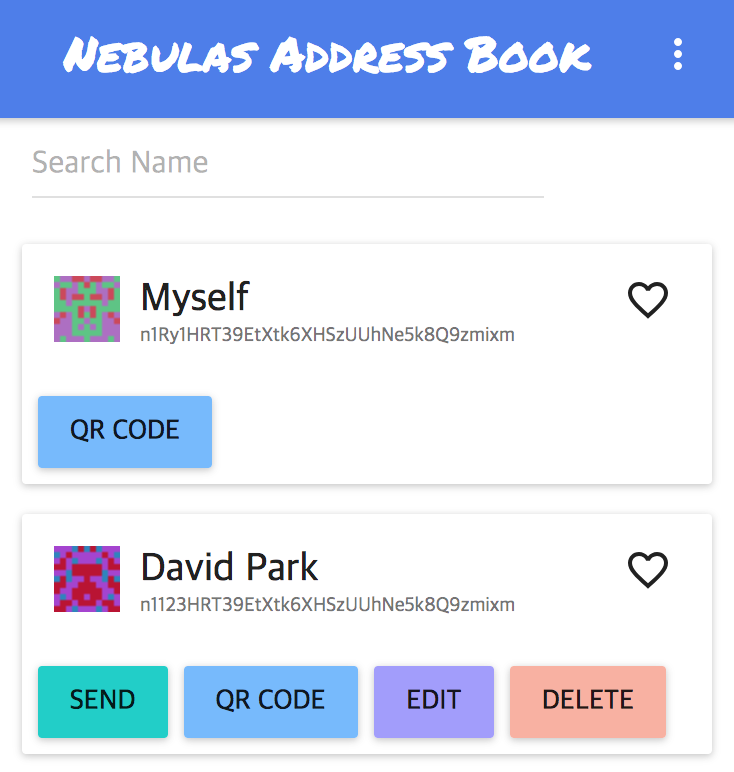 Nebulas Address Book
Search Name
Myself
n1Ry1HRT39EtXtk6XHSzUUhNe5k8Q9zmixm
QR CODE
David Park
n1123HRT39EtXtk6XHSzUUhNe5k8Q9zmixm
SEND QR CODE EDIT DELETE